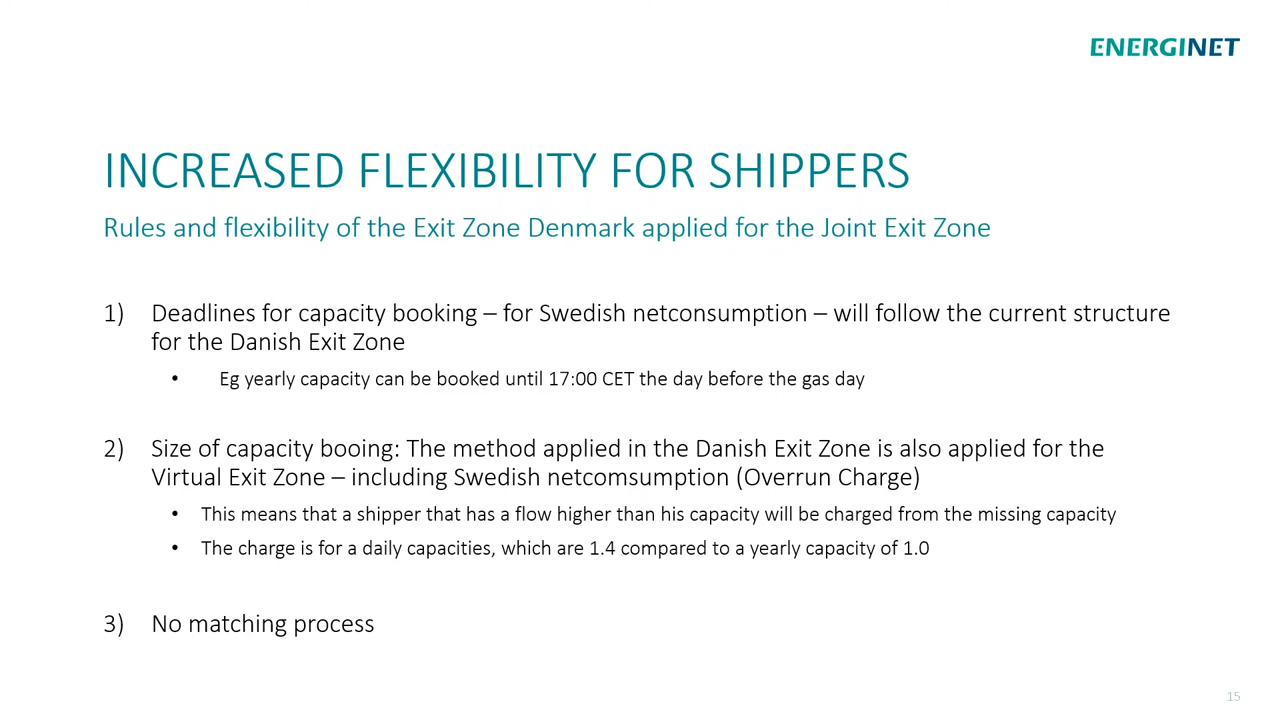 ENERGINET
INCREASED FLEXIBILITY FOR SHIPPERS
Rules and flexibility of the Exit Zone Denmark applied for the Joint Exit Zone
1) Deadlines for capacity booking – for Swedish netconsumption – will follow the current structure
for the Danish Exit Zone
• Eg yearly capacity can be booked until 17:00 CET the day before the gas day
2) Size of capacity booing: The method applied in the Danish Exit Zone is also applied for the
Virtual Exit Zone – including Swedish netcomsumption (Overrun Charge)
• This means that a shipper that has a flow higher than his capacity will be charged from the missing capacity
• The charge is for a daily capacities, which are 1.4 compared to a yearly capacity of 1.0
3) No matching process
15